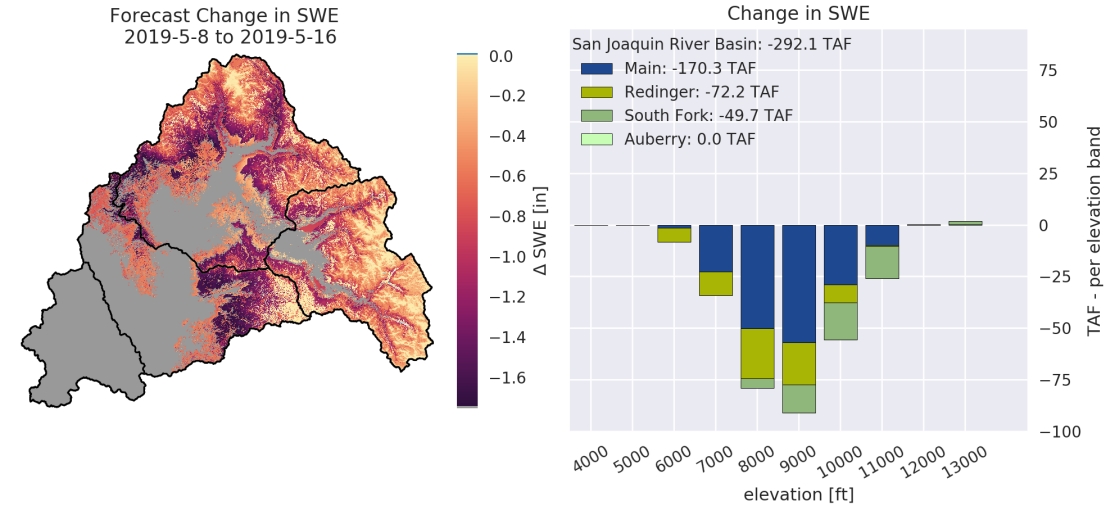 Forecast Change in SWE
2019-5-8 to 2019-5-16
0.0
−0.2
−0.4
−0.6
−0.8
−1.0
−1.2
−1.4
−1.6
Δ SWE [in]
Change in SWE
San Joaquin River Basin: -292.1 TAF
Main: -170.3 TAF
Redinger: -72.2 TAF
South Fork: -49.7 TAF
Auberry: 0.0 TAF
75
50
25
0
−25
−50
−75
−100
TAF - per elevation band
4000
5000
6000
7000
8000
9000
10000
11000
12000
13000
elevation [ft]